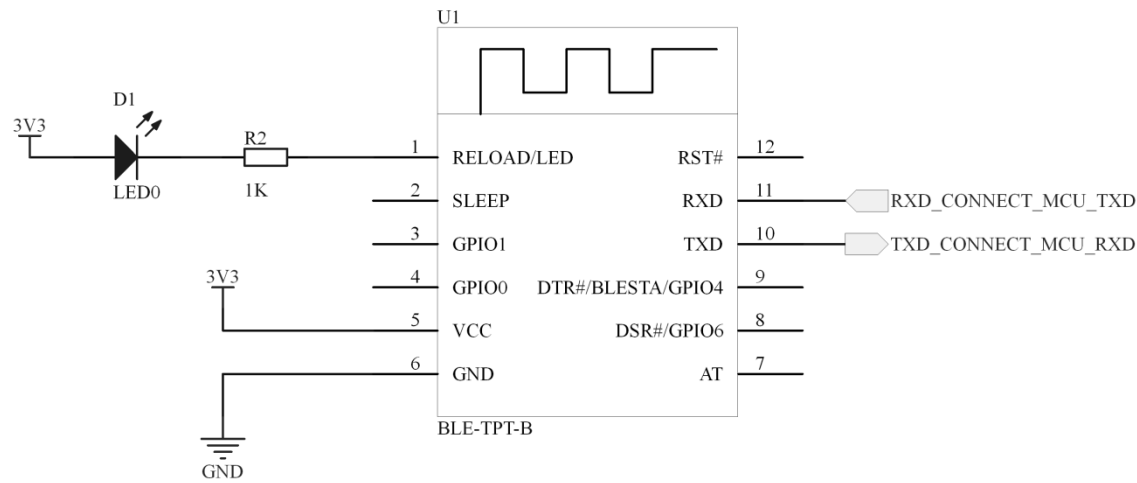 U1
D1
3V3
R2
LED0
1K
1 RELOAD/LED RST# 12
2 SLEEP RXD 11 RXD_CONNECT_MCU_TXD
3 GPIO1 TXD 10 TXD_CONNECT_MCU_RXD
3V3
4 GPIO0 DTR#/BLESTA/GPIO4 9
5 VCC DSR#/GPIO6 8
6 GND AT 7
BLE-TPT-B
GND